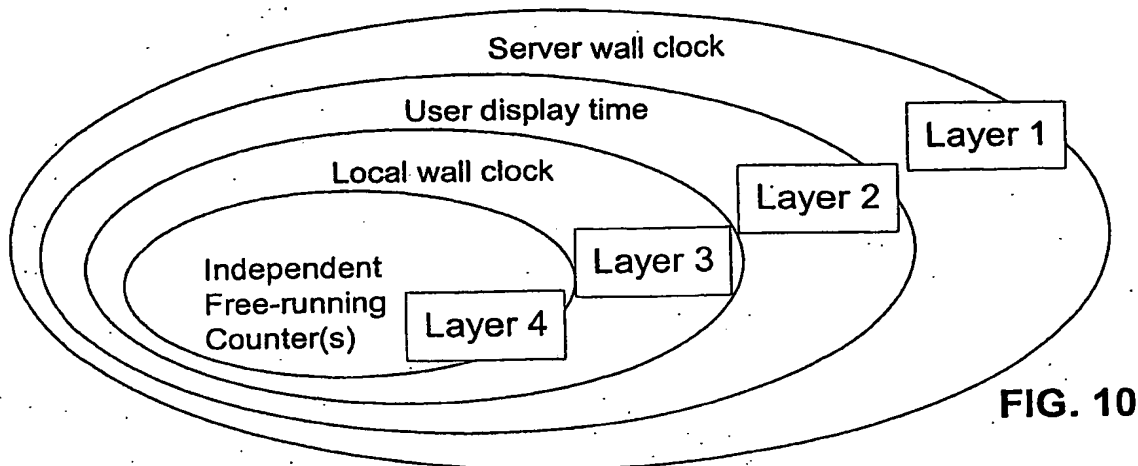 Server wall clock
User display time
Layer 1
Local wall clock
Layer 2
Independent
Free-running
Counter(s)
Layer 3
Layer 4
FIG. 10